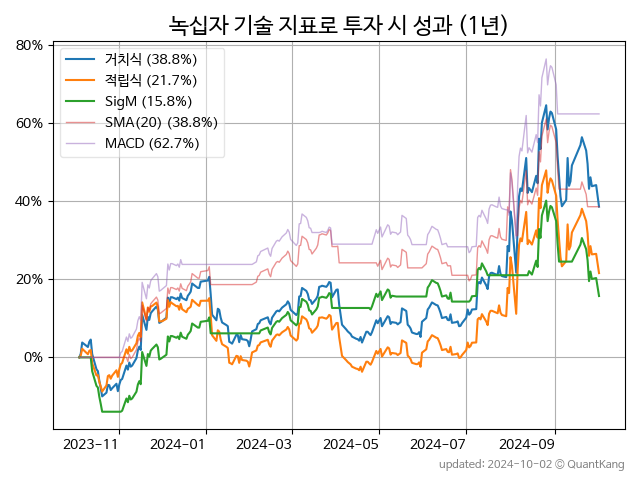 녹십자 기술 지표로 투자 시 성과 (1년)
80%
60%
40%
20%
0%
거치식 (38.8%)
적립식 (21.7%)
SigM (15.8%)
SMA(20) (38.8%)
MACD (62.7%)
2023-11
2024-01
2024-03
2024-05
2024-07
2024-09
updated: 2024-10-02 © QuantKang